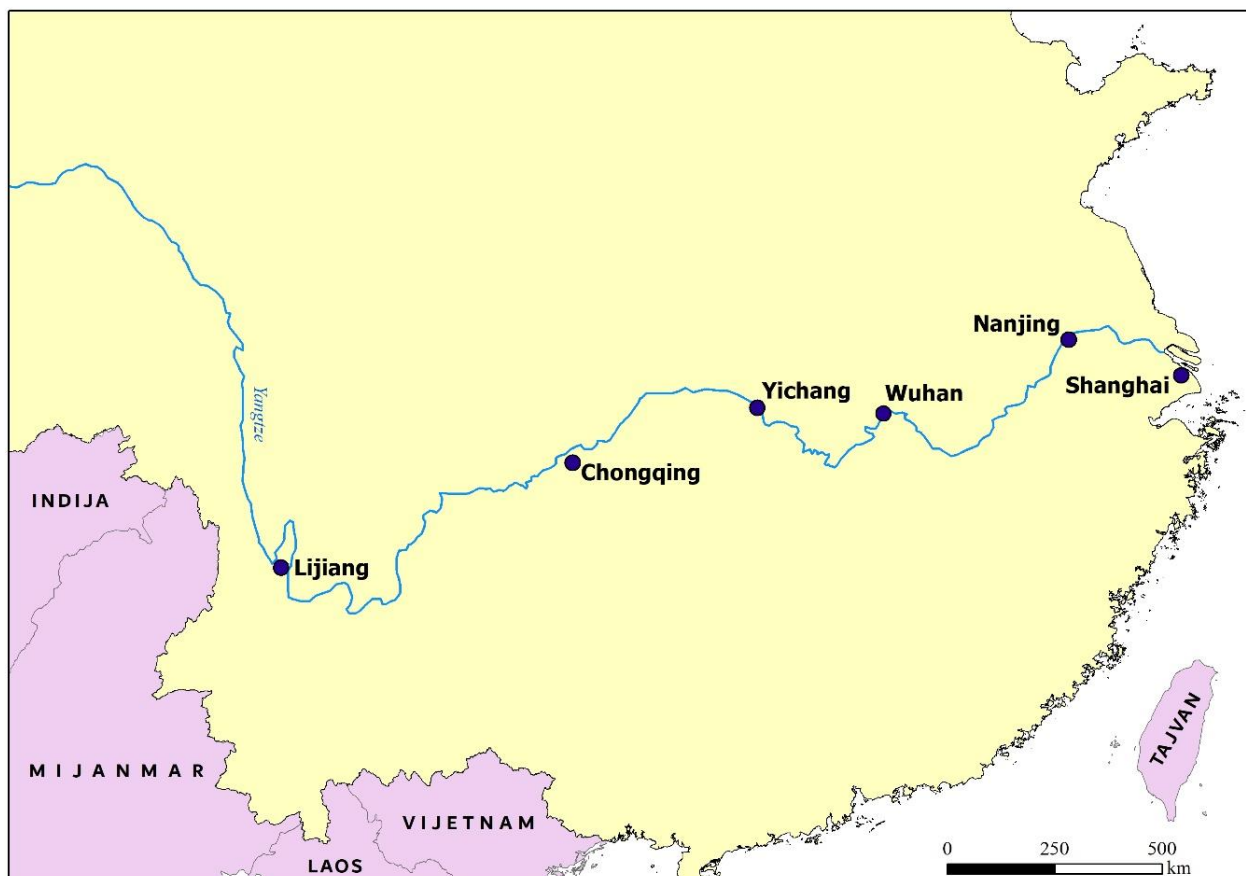 Nanjing
Shanghai
Yichang
Wuhan
Yangtze
Chongqing
INDIJA
Lijiang
TAJVAN
MIJANMAR
VIJETNAM
LAOS
0 250 500
km